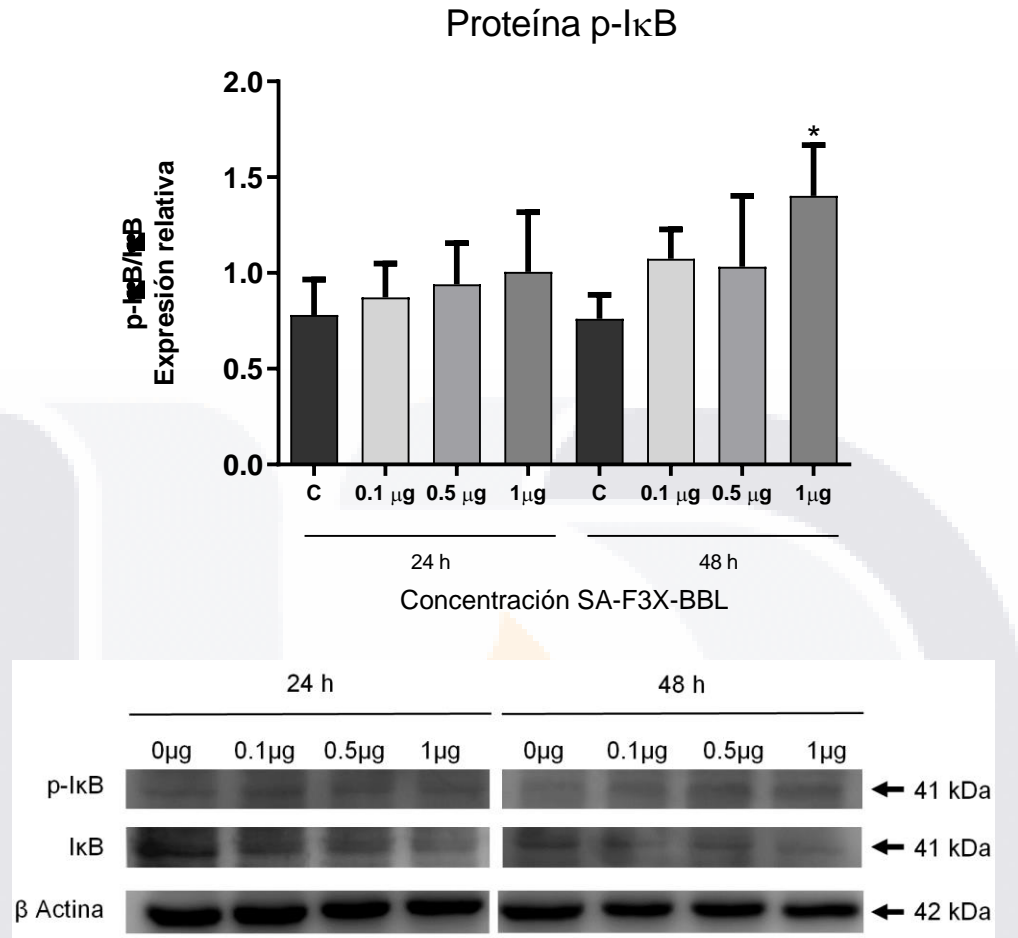 Proteína p-IκB
2.0
1.5
1.0
0.5
0.0
Expresión relativa
*
C 0.1 μg 0.5 μg 1μg C 0.1 μg 0.5 μg 1μg
24 h 48 h
Concentración SA-F3X-BBL
24 h 48 h
0μg 0.1μg 0.5μg 1μg 0μg 0.1μg 0.5μg 1μg
p-IκB 41 kDa
IκB 41 kDa
β Actina 42 kDa